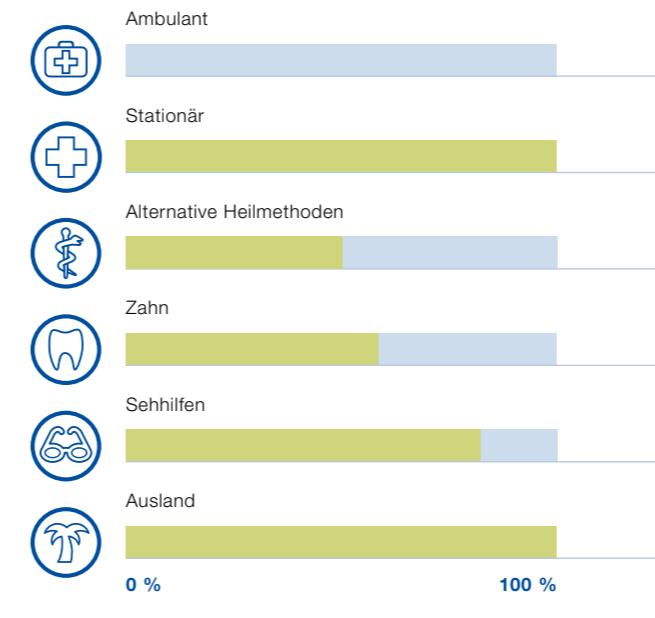 Ambulant
Stationär
Alternative Heilmethoden
Zahn
Sehhilfen
Ausland
0 % 100 %